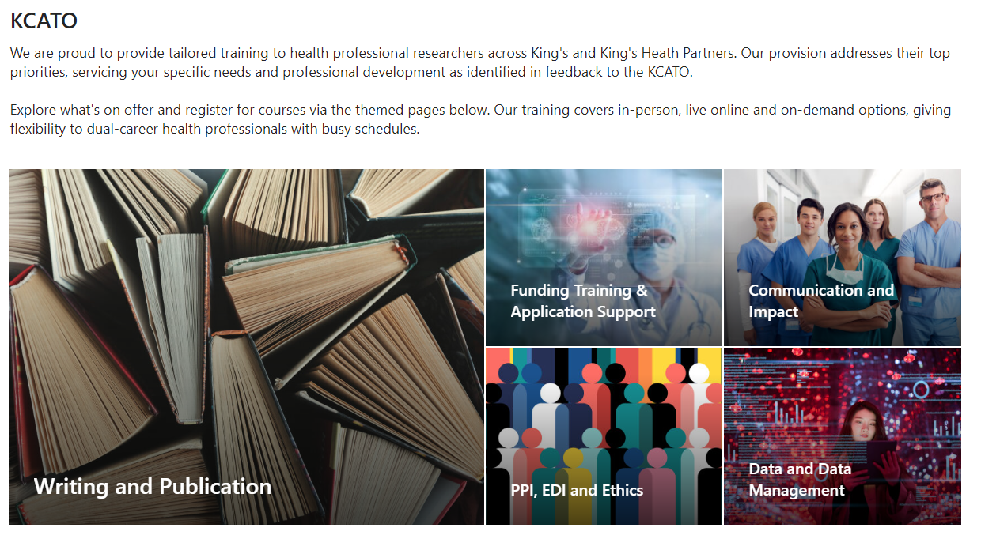 KCATO
We are proud to provide tailored training to health professional researchers across King's and King's Heath Partners. Our provision addresses their top
priorities, servicing your specific needs and professional development as identified in feedback to the KCATO.
Explore what's on offer and register for courses via the themed pages below. Our training covers in-person, live online and on-demand options, giving
flexibility to dual-career health professionals with busy schedules.
Writing and Publication
Funding Training &
Application Support
Communication and
Impact
PPI, EDI and Ethics
Data and Data
Management